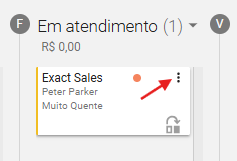 F Em atendimento (1) V
R$ 0,00
Exact Sales
Peter Parker
Muito Quente